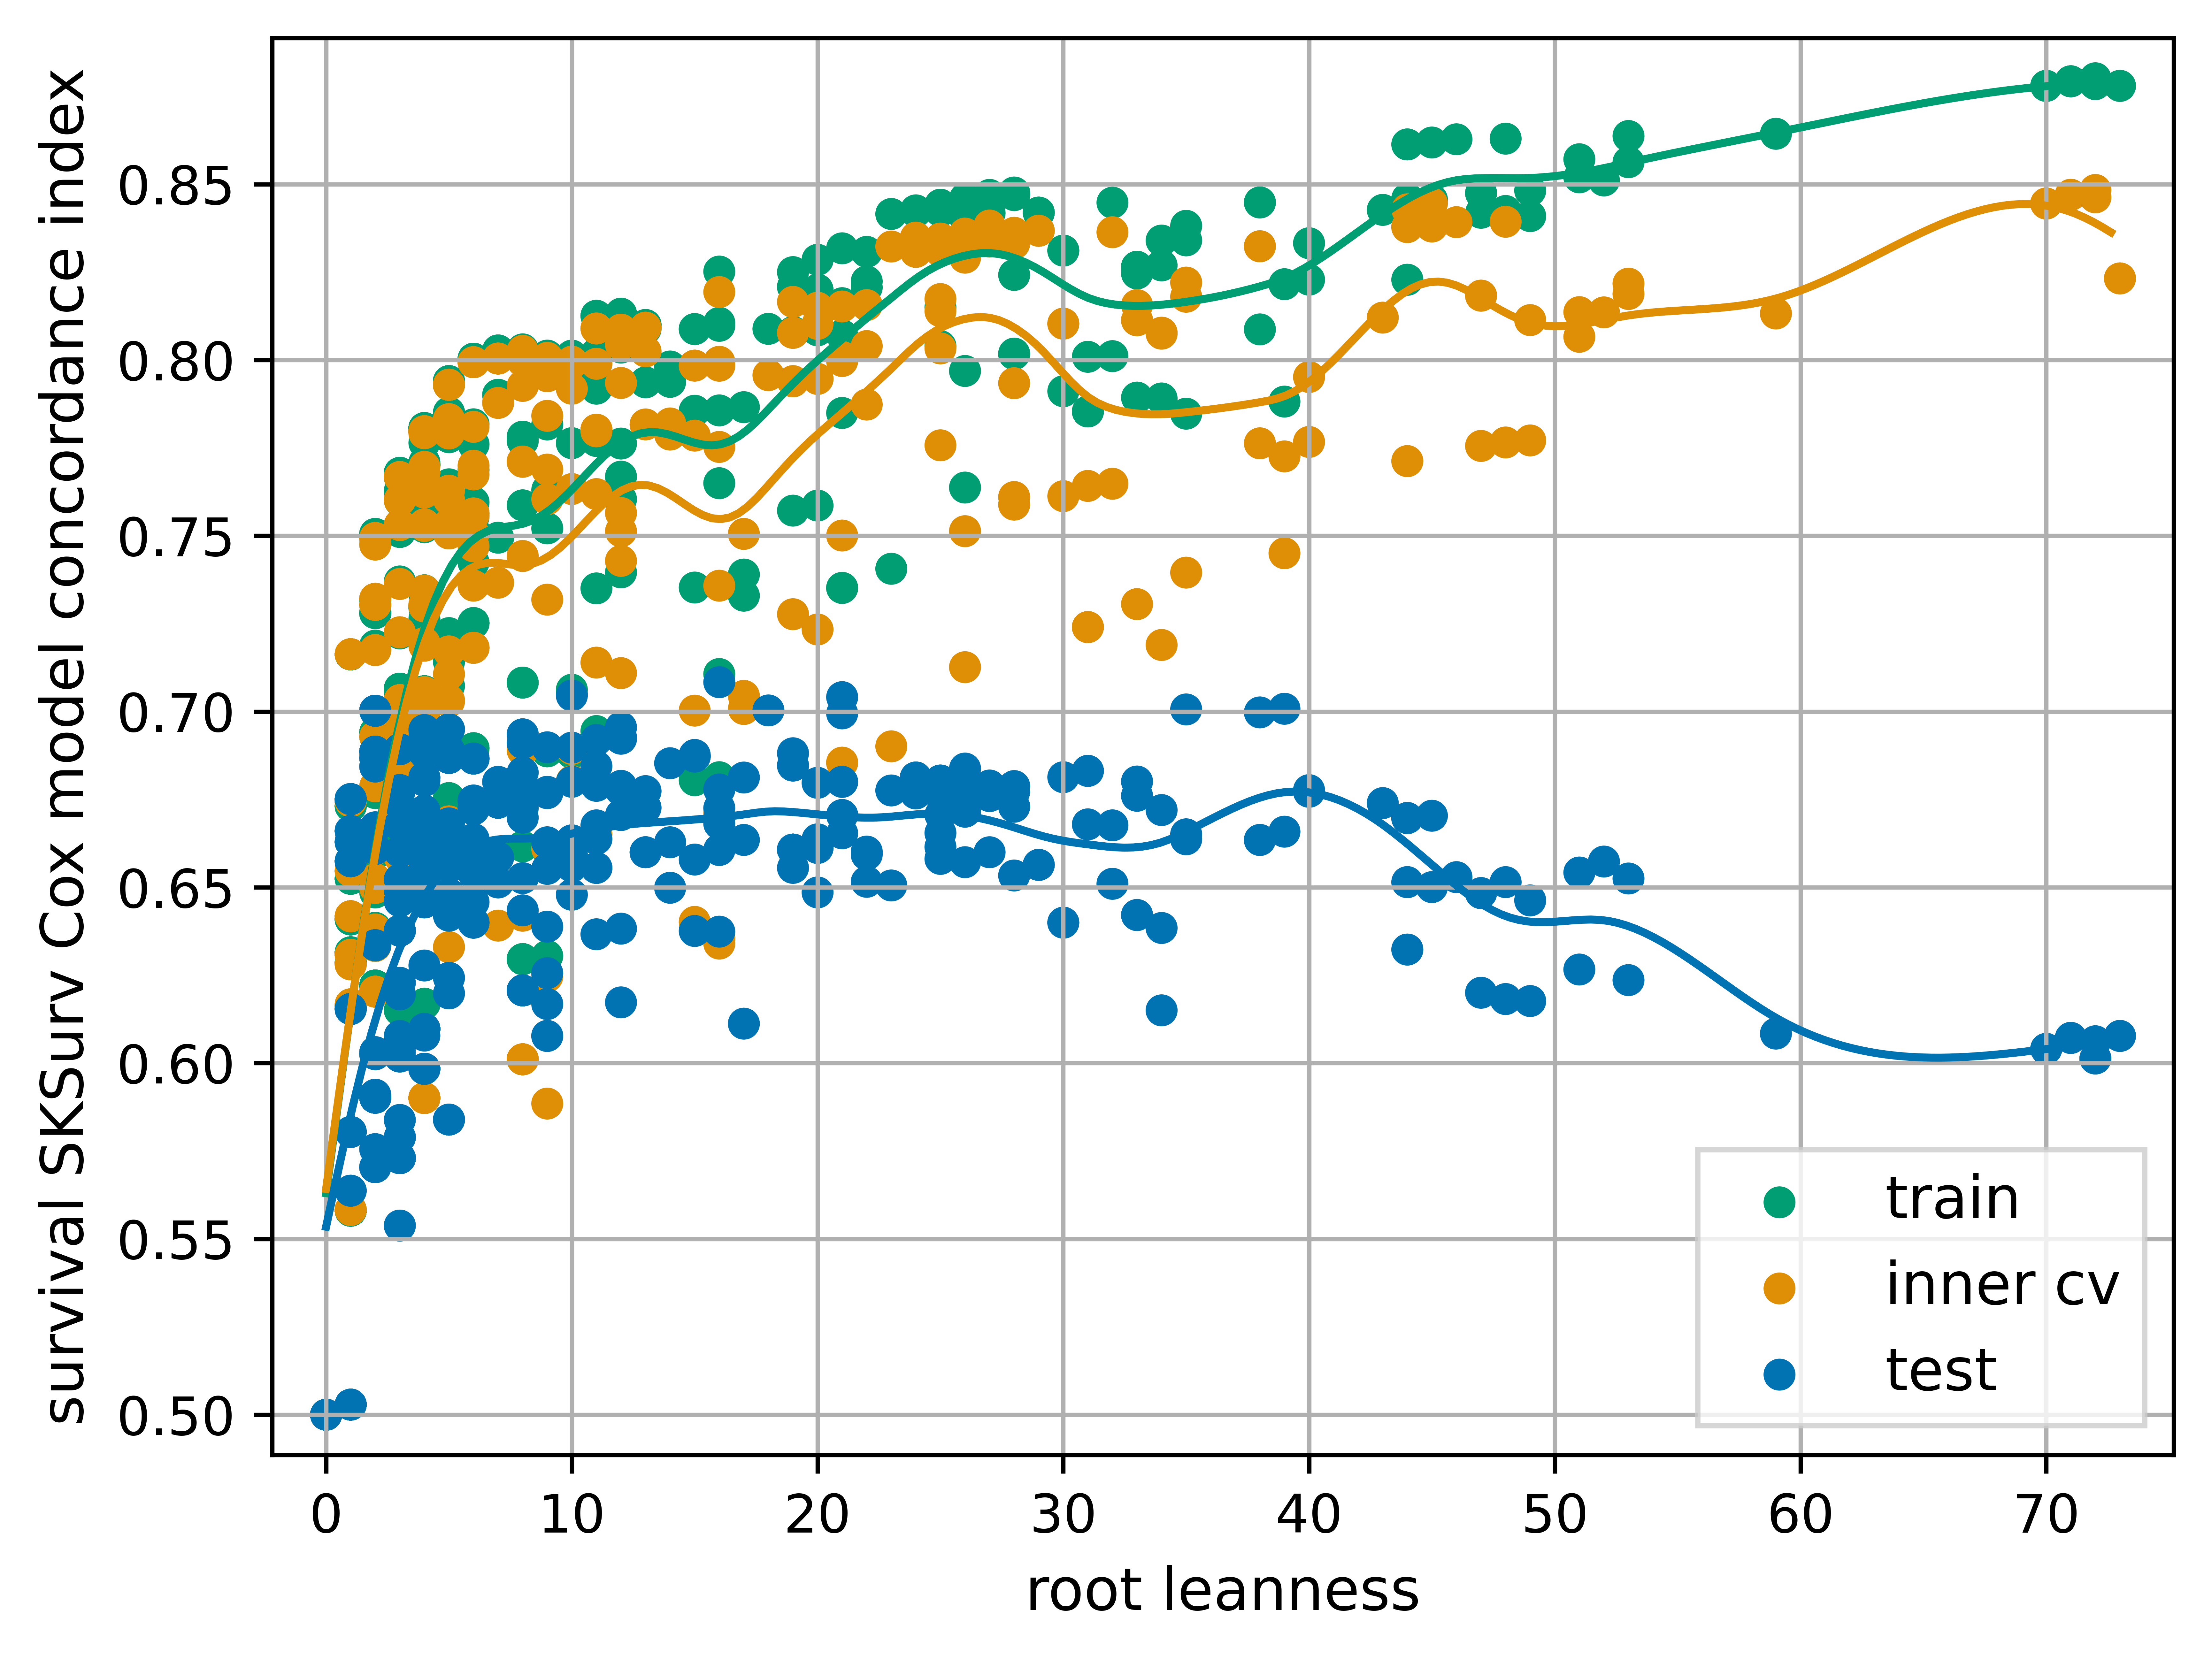 survival SKSurv Cox model concordance index
0.85
0.80
0.75
0.70
0.65
0.60
0.55
0.50
train
inner cv
test
0 10 20 30 40 50 60 70
root leanness